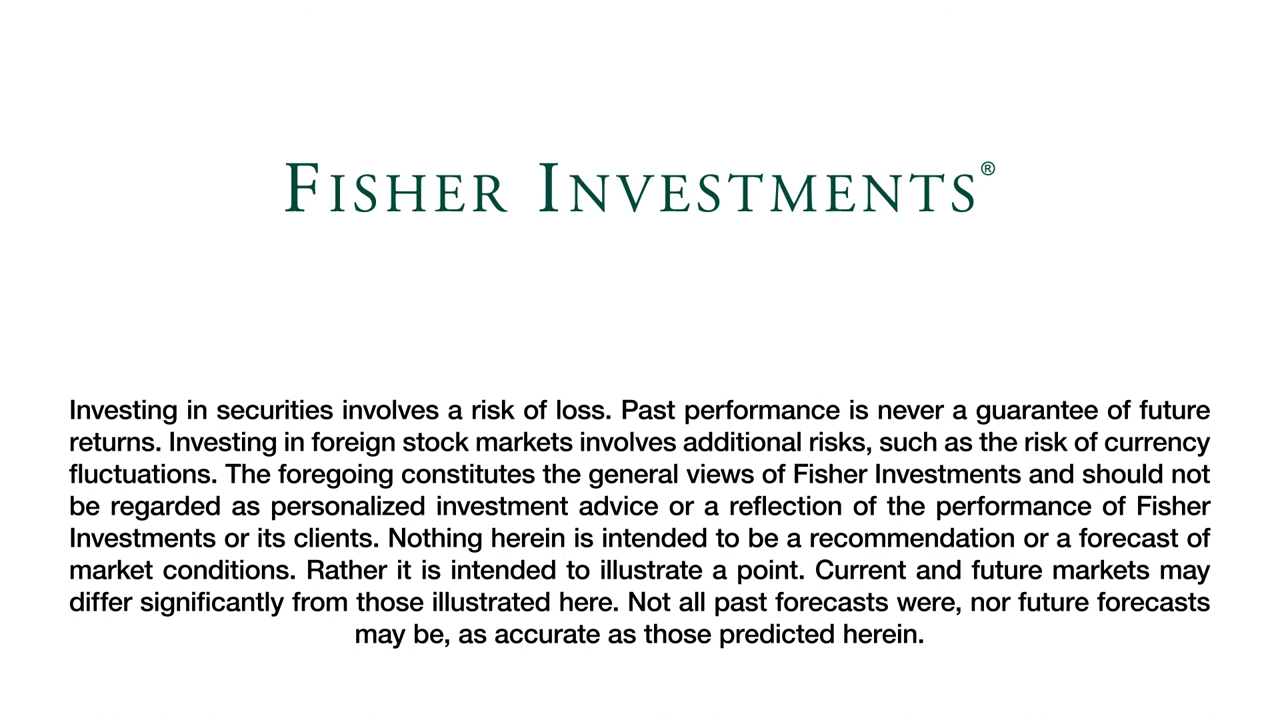 FISHER INVESTMENTS®
Investing in securities involves a risk of loss. Past performance is never a guarantee of future
returns. Investing in foreign stock markets involves additional risks, such as the risk of currency
fluctuations. The foregoing constitutes the general views of Fisher Investments and should not
be regarded as personalized investment advice or a reflection of the performance of Fisher
Investments or its clients. Nothing herein is intended to be a recommendation or a forecast of
market conditions. Rather it is intended to illustrate a point. Current and future markets may
differ significantly from those illustrated here. Not all past forecasts were, nor future forecasts
may be, as accurate as those predicted herein.